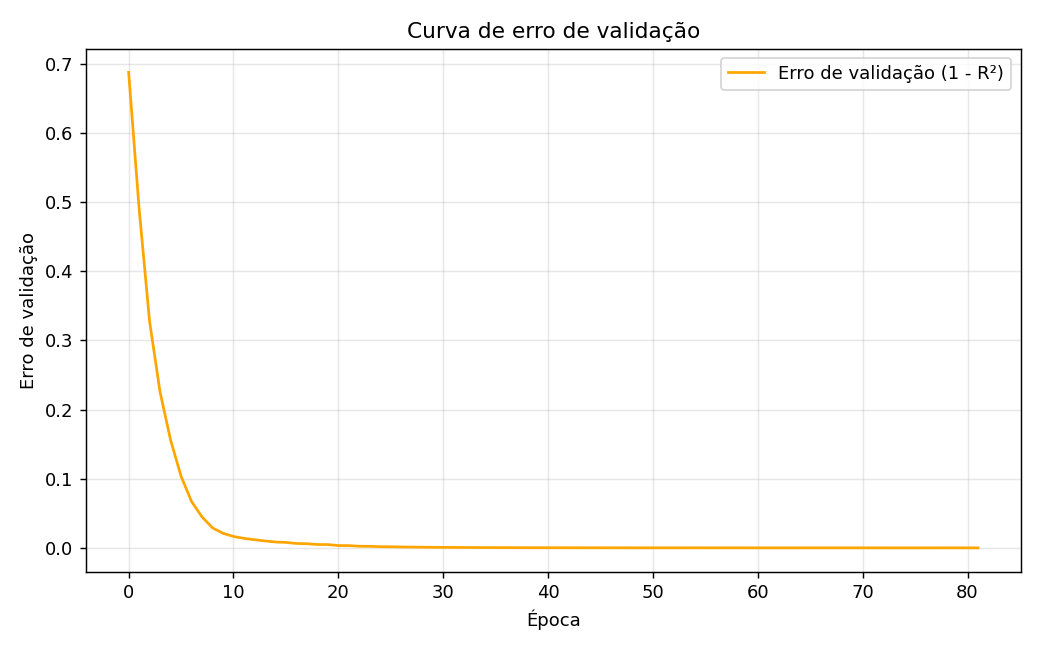 Curva de erro de validação
Erro de validação (1 - R²)
Erro de validação
0.7
0.6
0.5
0.4
0.3
0.2
0.1
0.0
0 10 20 30 40 50 60 70 80
Época